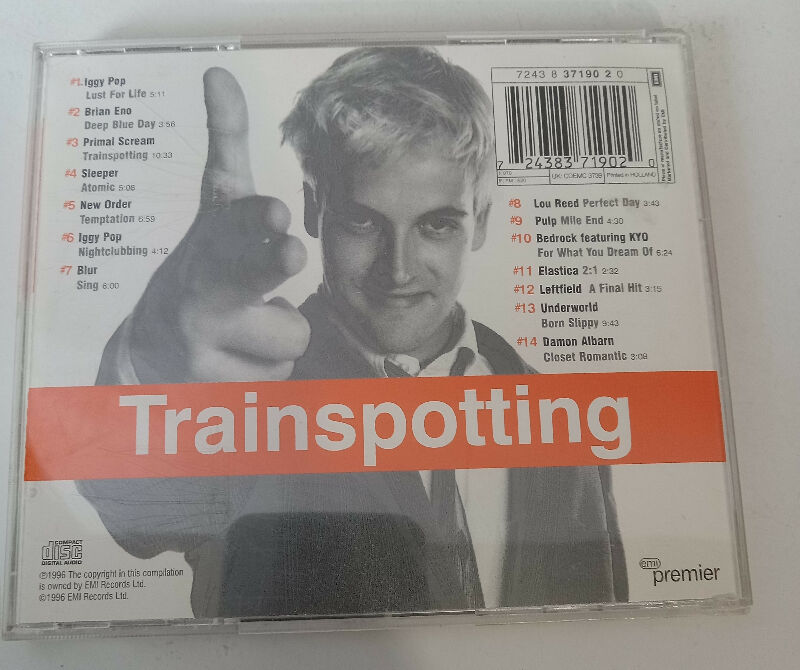 #1. Iggy Pop
Lust For Life 5:11
#2 Brian Eno
Deep Blue Day 3:56
#3 Primal Scream
Trainspotting 10:33
#4 Sleeper
Atomic 5:06
#5 New Order
Temptation 6:59
#6 Iggy Pop
Nightclubbing 4:12
#7 Blur
Sing 6:00
7243 8 37190 2 0
7 24383 71902 0
UK: CDEMC 3739
Printed in HOLLAND
EMI
#8 Lou Reed Perfect Day 3:43
#9 Pulp Mile End 4:30
#10 Bedrock featuring KYO
For What You Dream Of 6:24
#11 Elastica 2:1 2:32
#12 Leftfield A Final Hit 3:15
#13 Underworld
Born Slippy 9:43
#14 Damon Albarn
Closet Romantic 3:08
Trainspotting
COMPACT
disc
DIGITAL AUDIO
℗1996 The copyright in this compilation
is owned by EMI Records Ltd.
©1996 EMI Records Ltd.
emi
premier